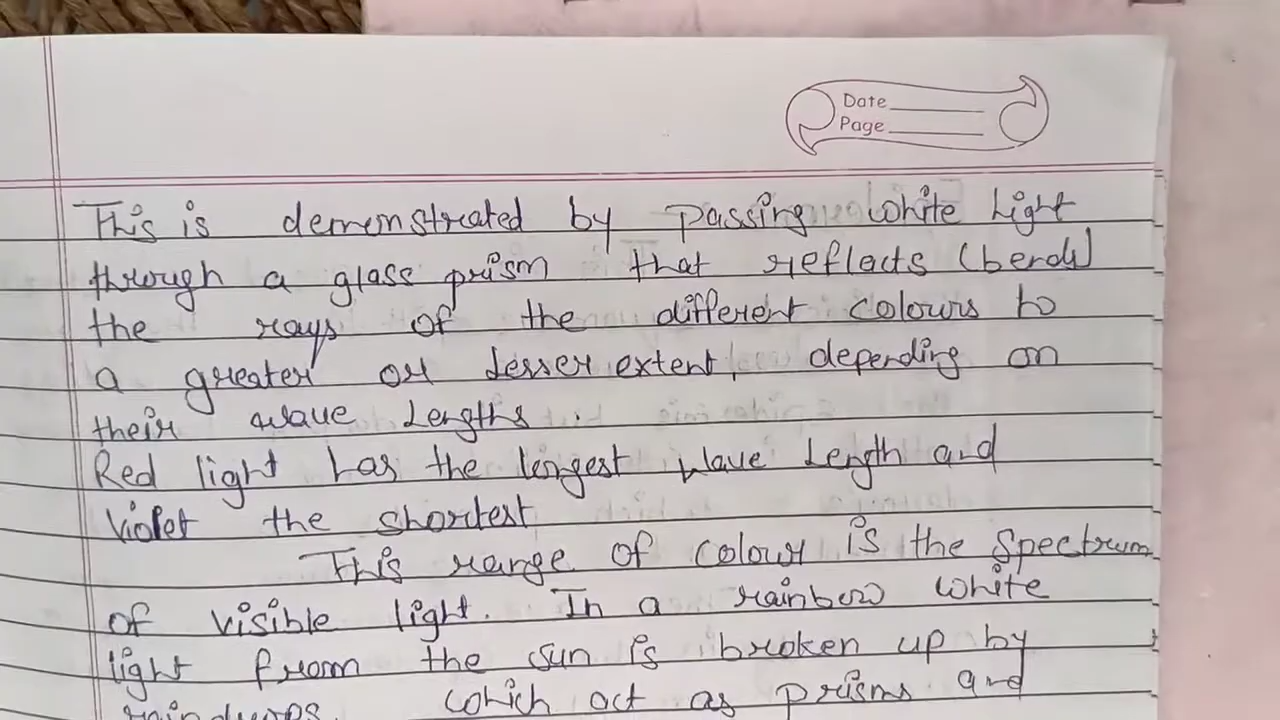 Date
Page
This is demonstrated by passing white light
through a glass prism that reflects (bends)
the rays of the different colours to
a greater or lesser extent, depending on
their wave lengths.
Red light has the longest wave length and
violet the shortest
This range of colour is the spectrum
of visible light. In a rainbow white
light from the sun is broken up by
raindrops, which act as prisms and